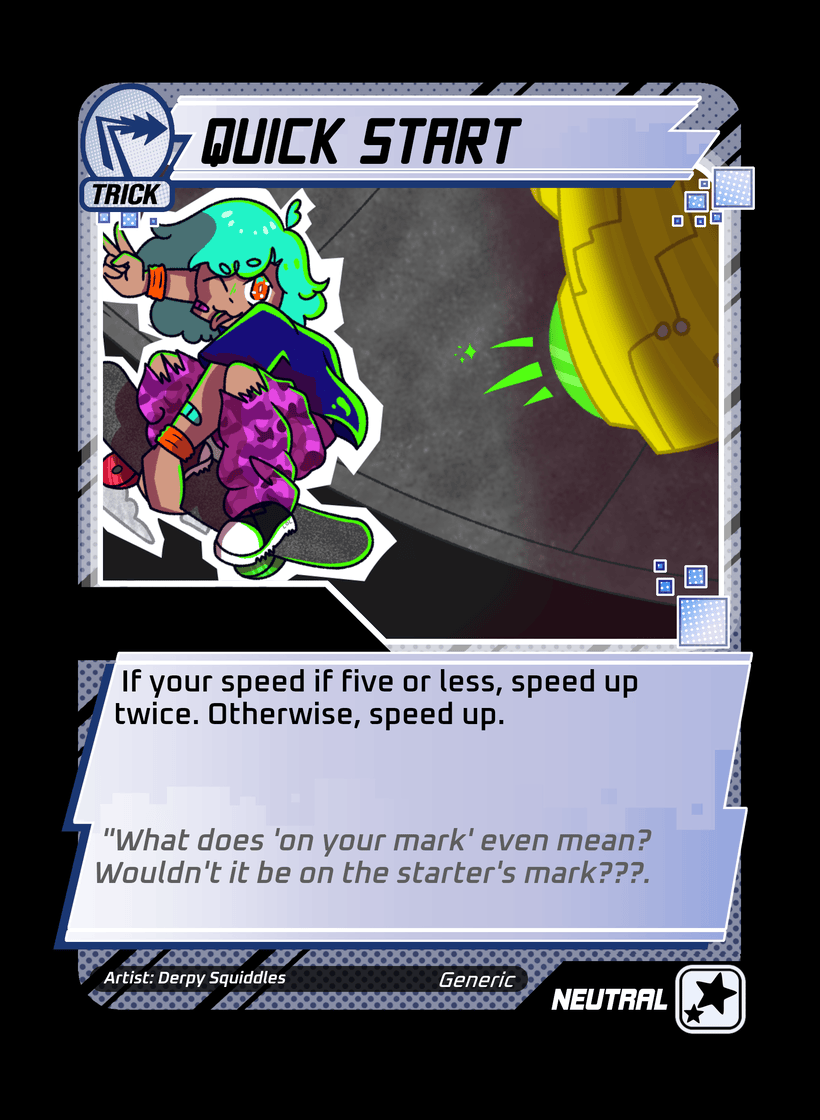 QUICK START
TRICK
If your speed if five or less, speed up
twice. Otherwise, speed up.
"What does 'on your mark' even mean?
Wouldn't it be on the starter's mark???.
Artist: Derpy Squiddles
Generic
NEUTRAL